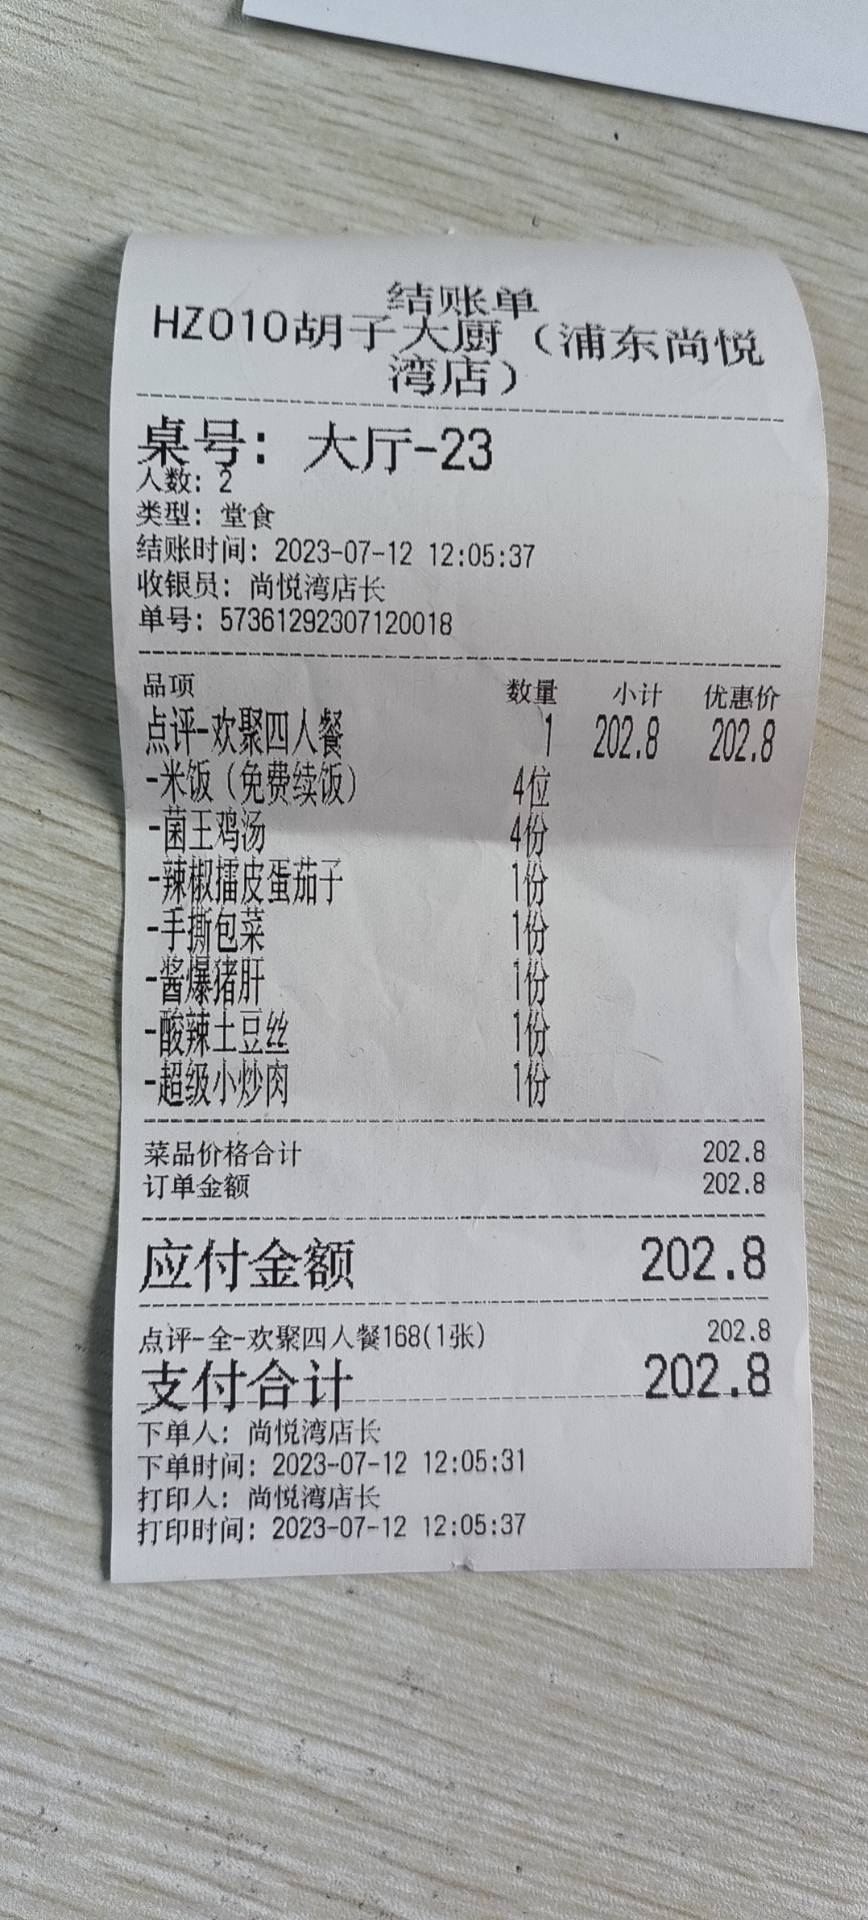 结账单
HZ010胡子大厨（浦东尚悦
湾店）
桌号：大厅-23
人数：2
类型：堂食
结账时间：2023-07-12 12:05:37
收银员：尚悦湾店长
单号：57361292307120018
品项 数量 小计 优惠价
点评-欢聚四人餐 1 202.8 202.8
-米饭（免费续饭） 4位
-菌王鸡汤 4份
-辣椒擂皮蛋茄子 1份
-手撕包菜 1份
-酱爆猪肝 1份
-酸辣土豆丝 1份
-超级小炒肉 1份
菜品价格合计 202.8
订单金额 202.8
应付金额 202.8
点评-全-欢聚四人餐168(1张) 202.8
支付合计 202.8
下单人：尚悦湾店长
下单时间：2023-07-12 12:05:31
打印人：尚悦湾店长
打印时间：2023-07-12 12:05:37